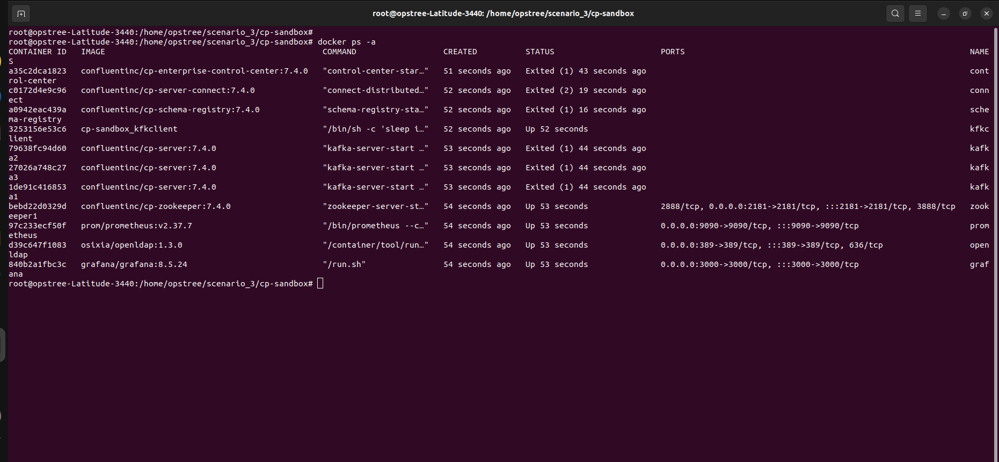 root@opstree-Latitude-3440: /home/opstree/scenario_3/cp-sandbox
root@opstree-Latitude-3440:/home/opstree/scenario_3/cp-sandbox#
root@opstree-Latitude-3440:/home/opstree/scenario_3/cp-sandbox# docker ps -a
CONTAINER ID   IMAGE                                             COMMAND                  CREATED          STATUS                      PORTS                                                           NAME
S
a35c2dca1823   confluentinc/cp-enterprise-control-center:7.4.0   "control-center-star…"   51 seconds ago   Exited (1) 43 seconds ago                                                                   cont
rol-center
c0172d4e9c96   confluentinc/cp-server-connect:7.4.0              "connect-distributed…"   52 seconds ago   Exited (2) 19 seconds ago                                                                   conn
ect
a0942eac439a   confluentinc/cp-schema-registry:7.4.0             "schema-registry-sta…"   52 seconds ago   Exited (1) 16 seconds ago                                                                   sche
ma-registry
3253156e53c6   cp-sandbox_kfkclient                              "/bin/sh -c 'sleep i…"   52 seconds ago   Up 52 seconds                                                                               kfkc
lient
79638fc94d60   confluentinc/cp-server:7.4.0                      "kafka-server-start …"   53 seconds ago   Exited (1) 44 seconds ago                                                                   kafk
a2
27026a748c27   confluentinc/cp-server:7.4.0                      "kafka-server-start …"   53 seconds ago   Exited (1) 44 seconds ago                                                                   kafk
a3
1de91c416853   confluentinc/cp-server:7.4.0                      "kafka-server-start …"   53 seconds ago   Exited (1) 44 seconds ago                                                                   kafk
a1
bebd22d0329d   confluentinc/cp-zookeeper:7.4.0                   "zookeeper-server-st…"   54 seconds ago   Up 53 seconds               2888/tcp, 0.0.0.0:2181->2181/tcp, :::2181->2181/tcp, 3888/tcp   zook
eeper1
97c233ecf50f   prom/prometheus:v2.37.7                           "/bin/prometheus --c…"   54 seconds ago   Up 53 seconds               0.0.0.0:9090->9090/tcp, :::9090->9090/tcp                       prom
etheus
d39c647f1083   osixia/openldap:1.3.0                             "/container/tool/run…"   54 seconds ago   Up 53 seconds               0.0.0.0:389->389/tcp, :::389->389/tcp, 636/tcp                  open
ldap
840b2a1fbc3c   grafana/grafana:8.5.24                            "/run.sh"                54 seconds ago   Up 53 seconds               0.0.0.0:3000->3000/tcp, :::3000->3000/tcp                       graf
ana
root@opstree-Latitude-3440:/home/opstree/scenario_3/cp-sandbox#